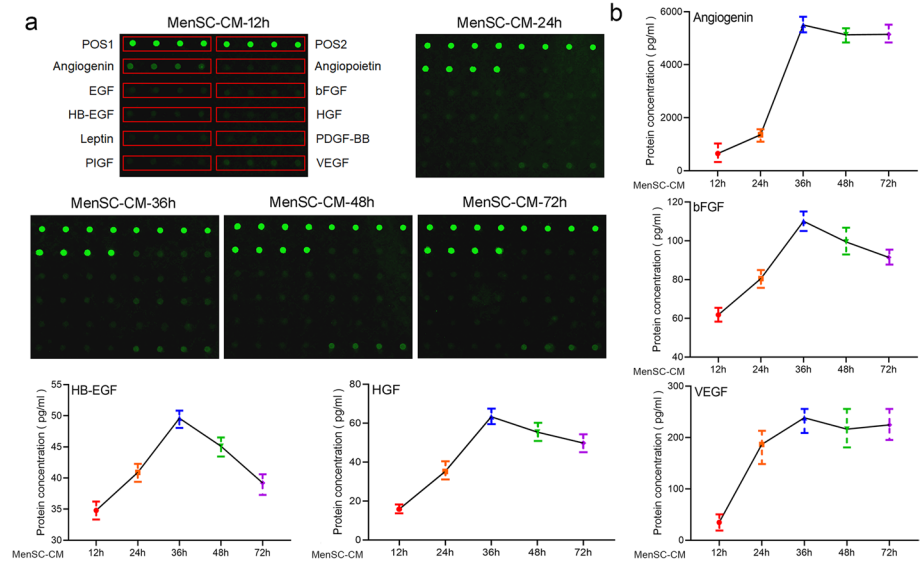 a
MenSC-CM-12h
MenSC-CM-24h
POS1
POS2
Angiogenin
Angiopoietin
EGF
bFGF
HB-EGF
HGF
Leptin
PDGF-BB
PIGF
VEGF
MenSC-CM-36h
MenSC-CM-48h
MenSC-CM-72h
HB-EGF
Protein concentration ( pg/ml )
55
50
45
40
35
30
MenSC-CM
12h
24h
36h
48h
72h
HGF
Protein concentration ( pg/ml )
80
60
40
20
0
MenSC-CM
12h
24h
36h
48h
72h
b
Angiogenin
Protein concentration ( pg/ml )
6000
4000
2000
0
MenSC-CM
12h
24h
36h
48h
72h
bFGF
Protein concentration ( pg/ml )
120
100
80
60
40
MenSC-CM
12h
24h
36h
48h
72h
VEGF
Protein concentration ( pg/ml )
300
200
100
0
MenSC-CM
12h
24h
36h
48h
72h